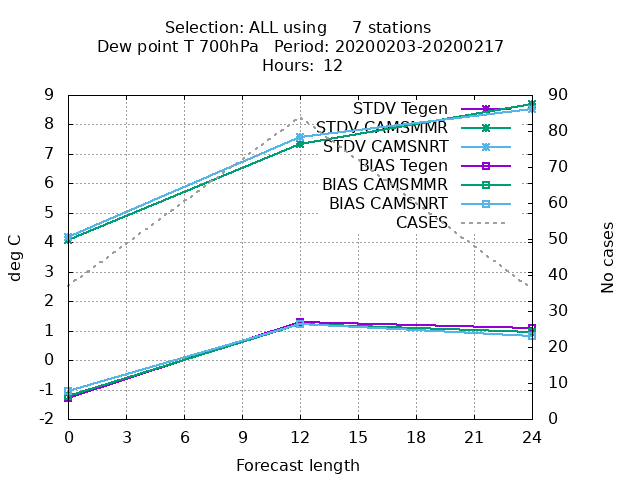 Selection: ALL using     7 stations
Dew point T 700hPa   Period: 20200203-20200217
Hours:  12
9
8
7
6
5
4
3
2
1
0
-1
-2
deg C
STDV Tegen
STDV CAMSMMR
STDV CAMSNRT
BIAS Tegen
BIAS CAMSMMR
BIAS CAMSNRT
CASES
90
80
70
60
50
40
30
20
10
0
No cases
0 3 6 9 12 15 18 21 24
Forecast length